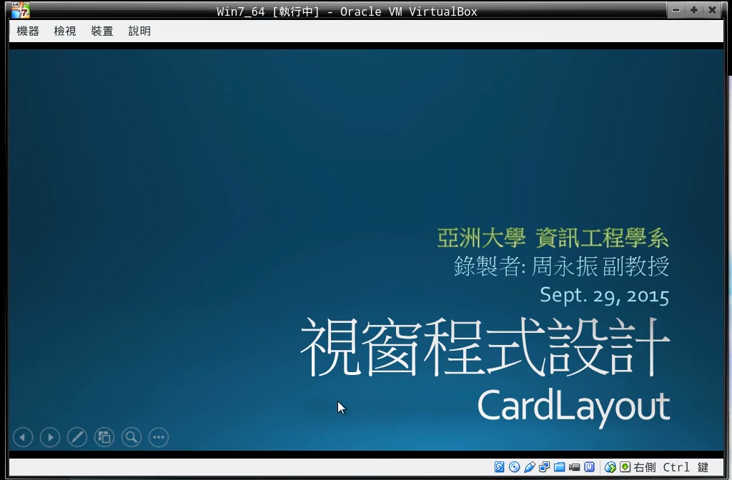 Win7_64 [執行中] - Oracle VM VirtualBox
機器 檢視 裝置 說明
亞洲大學 資訊工程學系
錄製者: 周永振 副教授
Sept. 29, 2015
視窗程式設計
CardLayout
右側 Ctrl 鍵